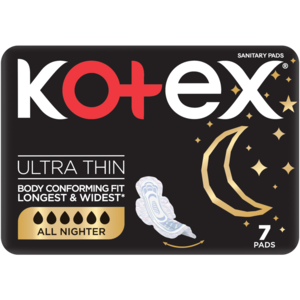 SANITARY PADS
KOTEX
ULTRA THIN
BODY CONFORMING FIT
LONGEST & WIDEST*
ALL NIGHTER
7
PADS